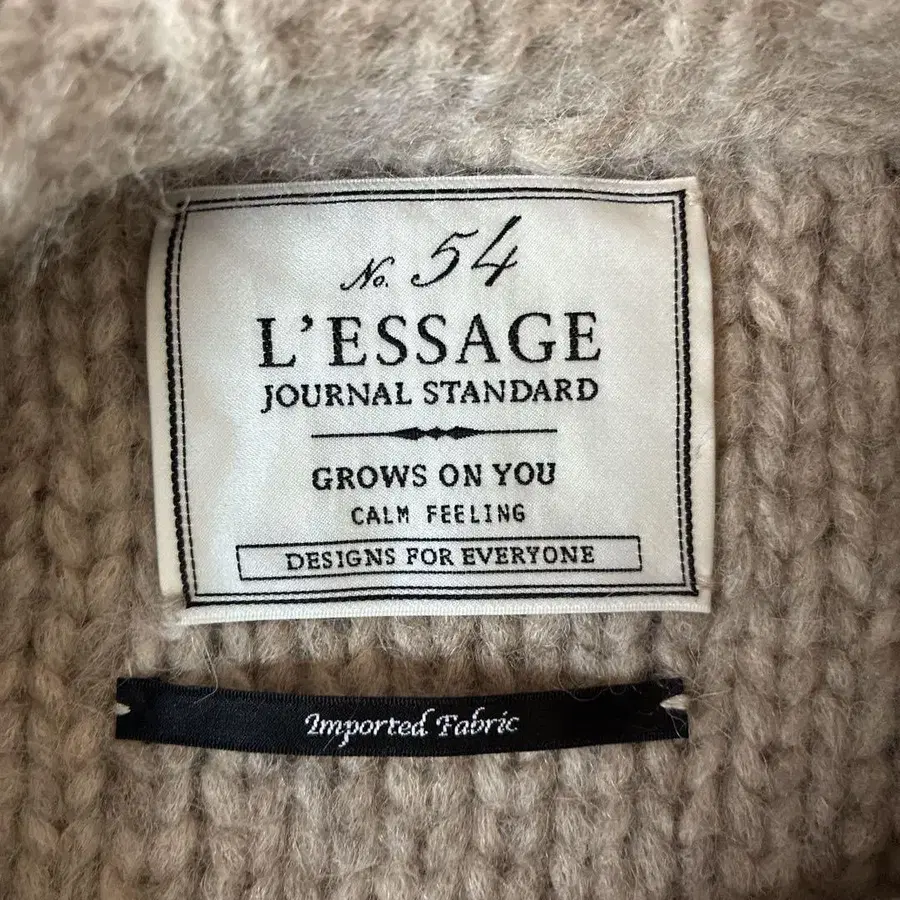 No. 54
L'ESSAGE
JOURNAL STANDARD
GROWS ON YOU
CALM FEELING
DESIGNS FOR EVERYONE
Imported Fabric